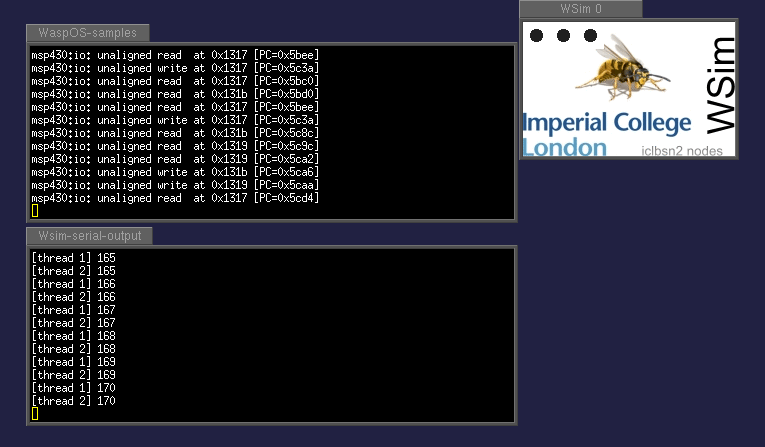 WaspOS-samples
msp430:io: unaligned read  at 0x1317 [PC=0x5bee]
msp430:io: unaligned write at 0x1317 [PC=0x5c3a]
msp430:io: unaligned read  at 0x1317 [PC=0x5bc0]
msp430:io: unaligned read  at 0x131b [PC=0x5bd0]
msp430:io: unaligned read  at 0x1317 [PC=0x5bee]
msp430:io: unaligned write at 0x1317 [PC=0x5c3a]
msp430:io: unaligned read  at 0x131b [PC=0x5c8c]
msp430:io: unaligned read  at 0x1319 [PC=0x5c9c]
msp430:io: unaligned read  at 0x1319 [PC=0x5ca2]
msp430:io: unaligned write at 0x131b [PC=0x5ca6]
msp430:io: unaligned write at 0x1319 [PC=0x5caa]
msp430:io: unaligned read  at 0x1317 [PC=0x5cd4]
Wsim-serial-output
[thread 1] 165
[thread 2] 165
[thread 1] 166
[thread 2] 166
[thread 1] 167
[thread 2] 167
[thread 1] 168
[thread 2] 168
[thread 1] 169
[thread 2] 169
[thread 1] 170
[thread 2] 170
WSim 0
WSim
Imperial College
London
iclbsn2 nodes